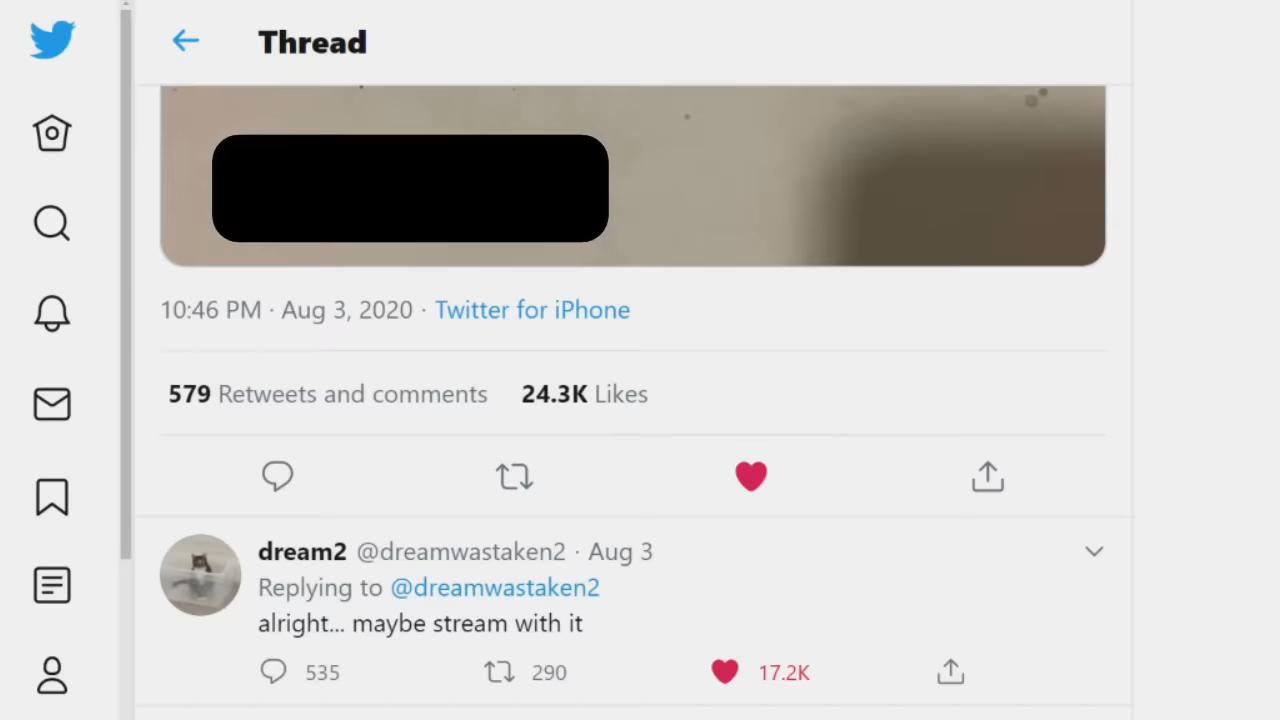 Thread
10:46 PM · Aug 3, 2020 · Twitter for iPhone
579 Retweets and comments 24.3K Likes
dream2 @dreamwastaken2 · Aug 3
Replying to @dreamwastaken2
alright... maybe stream with it
535 290 17.2K